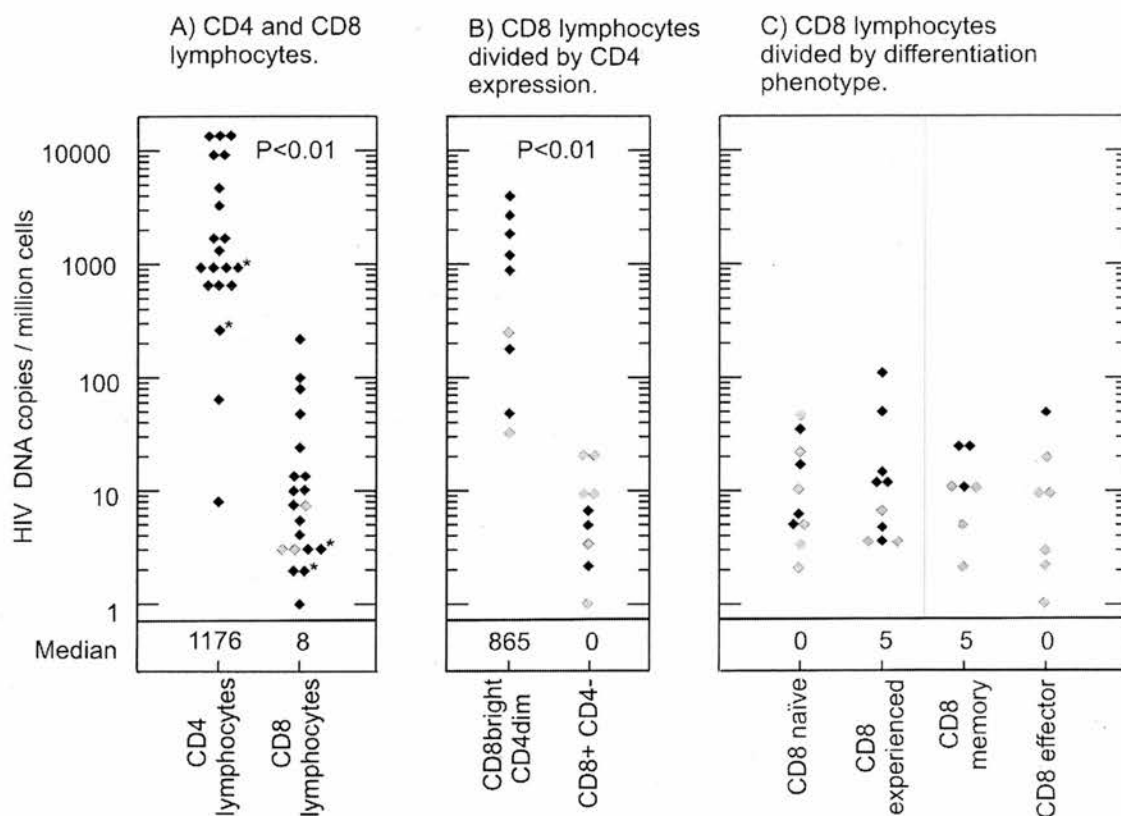 A) CD4 and CD8
lymphocytes.
B) CD8 lymphocytes
divided by CD4
expression.
C) CD8 lymphocytes
divided by differentiation
phenotype.
HIV DNA copies / million cells
10000
1000
100
10
1
P<0.01
*
*
*
*
P<0.01
Median
1176
8
865
0
0
5
5
0
CD4
lymphocytes
CD8
lymphocytes
CD8bright
CD4dim
CD8+ CD4-
CD8 naïve
CD8
experienced
CD8
memory
CD8 effector